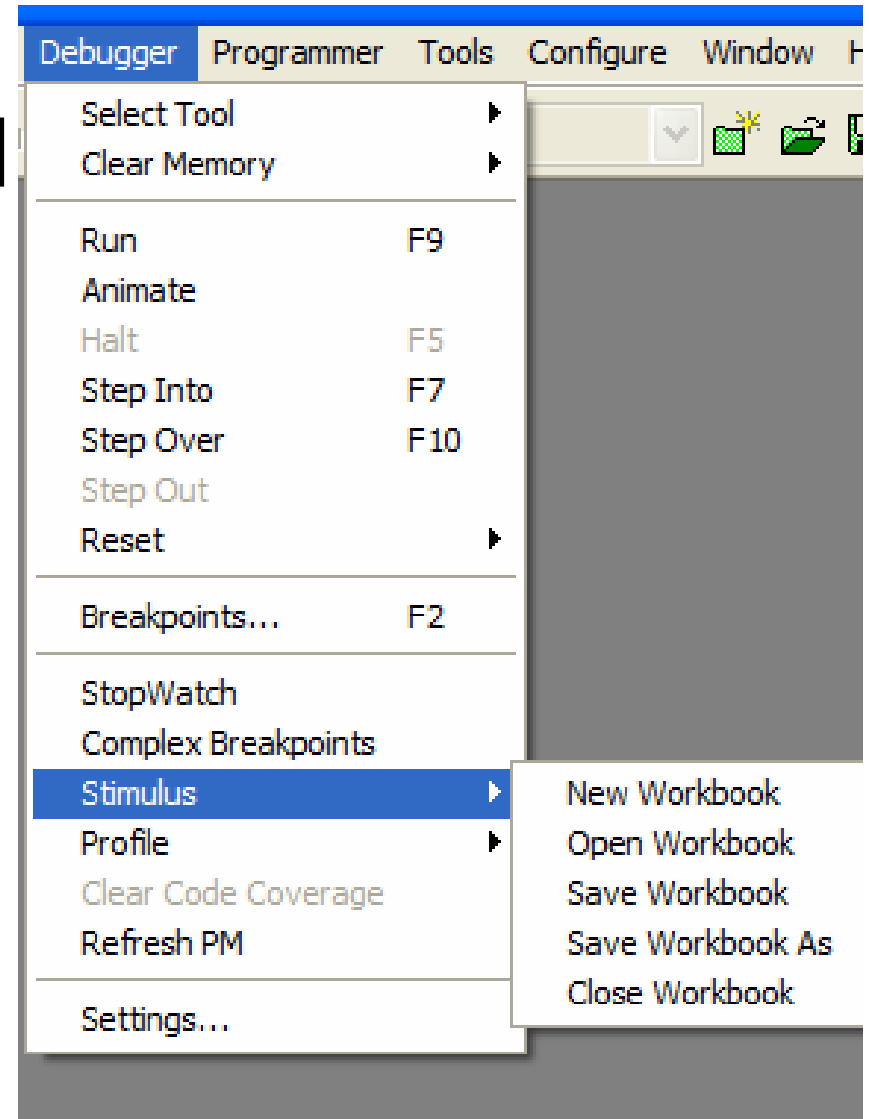 Debugger Programmer Tools Configure Window
Select Tool
Clear Memory
Run F9
Animate
Halt F5
Step Into F7
Step Over F10
Step Out
Reset
Breakpoints... F2
StopWatch
Complex Breakpoints
Stimulus
Profile
Clear Code Coverage
Refresh PM
Settings...
New Workbook
Open Workbook
Save Workbook
Save Workbook As
Close Workbook